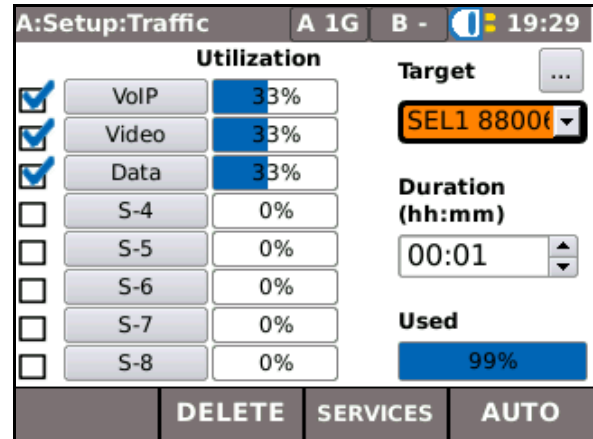 A:Setup:Traffic A 1G B - 19:29
Utilization
VoIP 33%
Video 33%
Data 33%
S-4 0%
S-5 0%
S-6 0%
S-7 0%
S-8 0%
Target ...
SEL1 8800
Duration
(hh:mm)
00:01
Used
99%
DELETE SERVICES AUTO